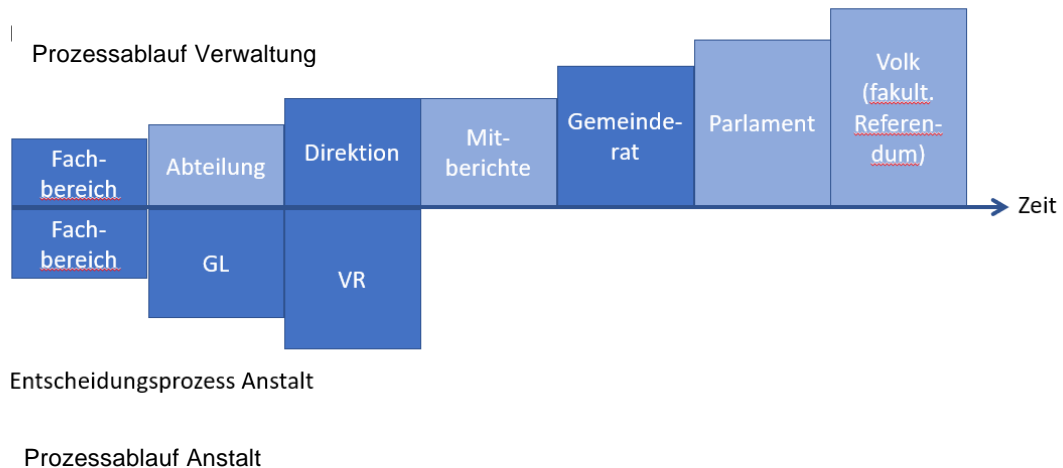 Prozessablauf Verwaltung
Fach-
bereich
Abteilung
Direktion
Mit-
berichte
Gemeinde-
rat
Parlament
Volk
(fakult.
Referen-
dum)
Zeit
Fach-
bereich
GL
VR
Entscheidungsprozess Anstalt
Prozessablauf Anstalt